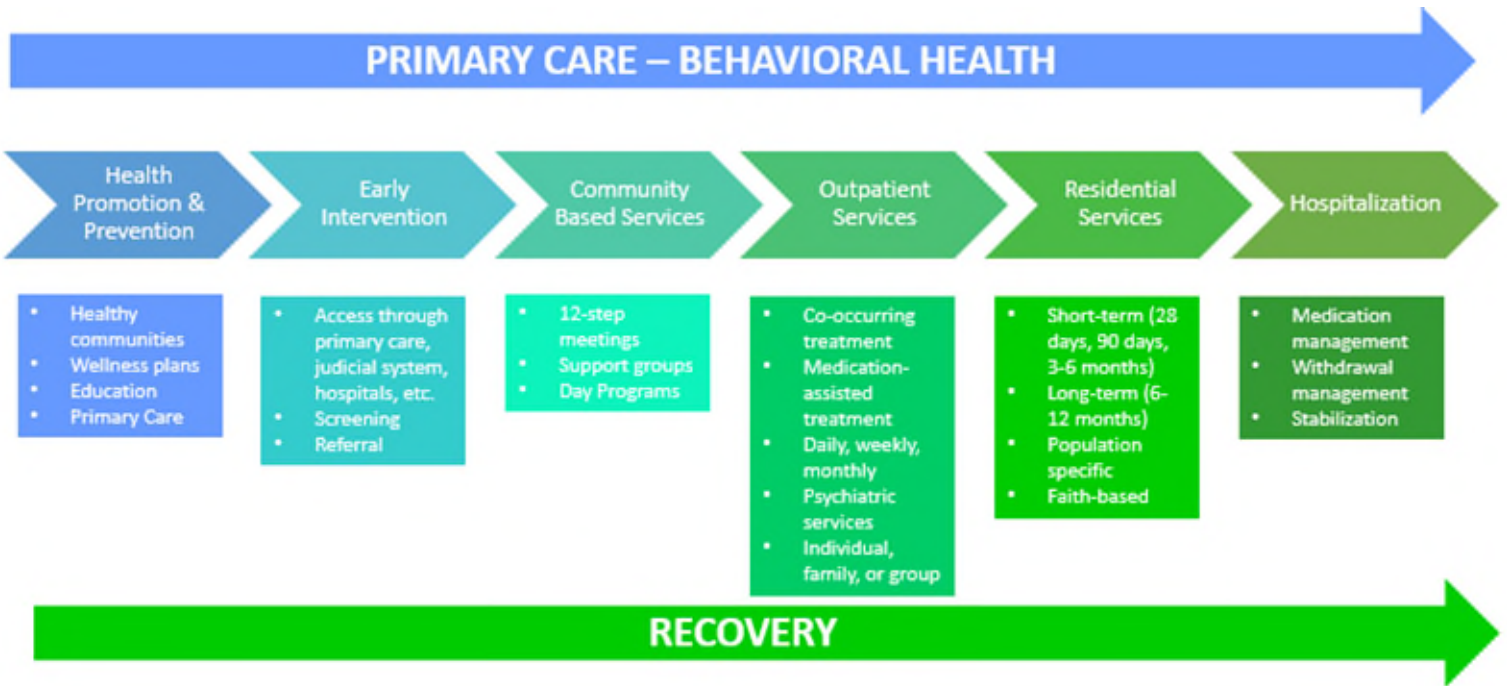 PRIMARY CARE – BEHAVIORAL HEALTH
Health
Promotion &
Prevention
Early
Intervention
Community
Based Services
Outpatient
Services
Residential
Services
Hospitalization
• Healthy
communities
• Wellness plans
• Education
• Primary Care
• Access through
primary care,
judicial system,
hospitals, etc.
• Screening
• Referral
• 12-step
meetings
• Support groups
• Day Programs
• Co-occurring
treatment
• Medication-
assisted
treatment
• Daily, weekly,
monthly
• Psychiatric
services
• Individual,
family, or group
• Short-term (28
days, 90 days,
3-6 months)
• Long-term (6-
12 months)
• Population
specific
• Faith-based
• Medication
management
• Withdrawal
management
• Stabilization
RECOVERY